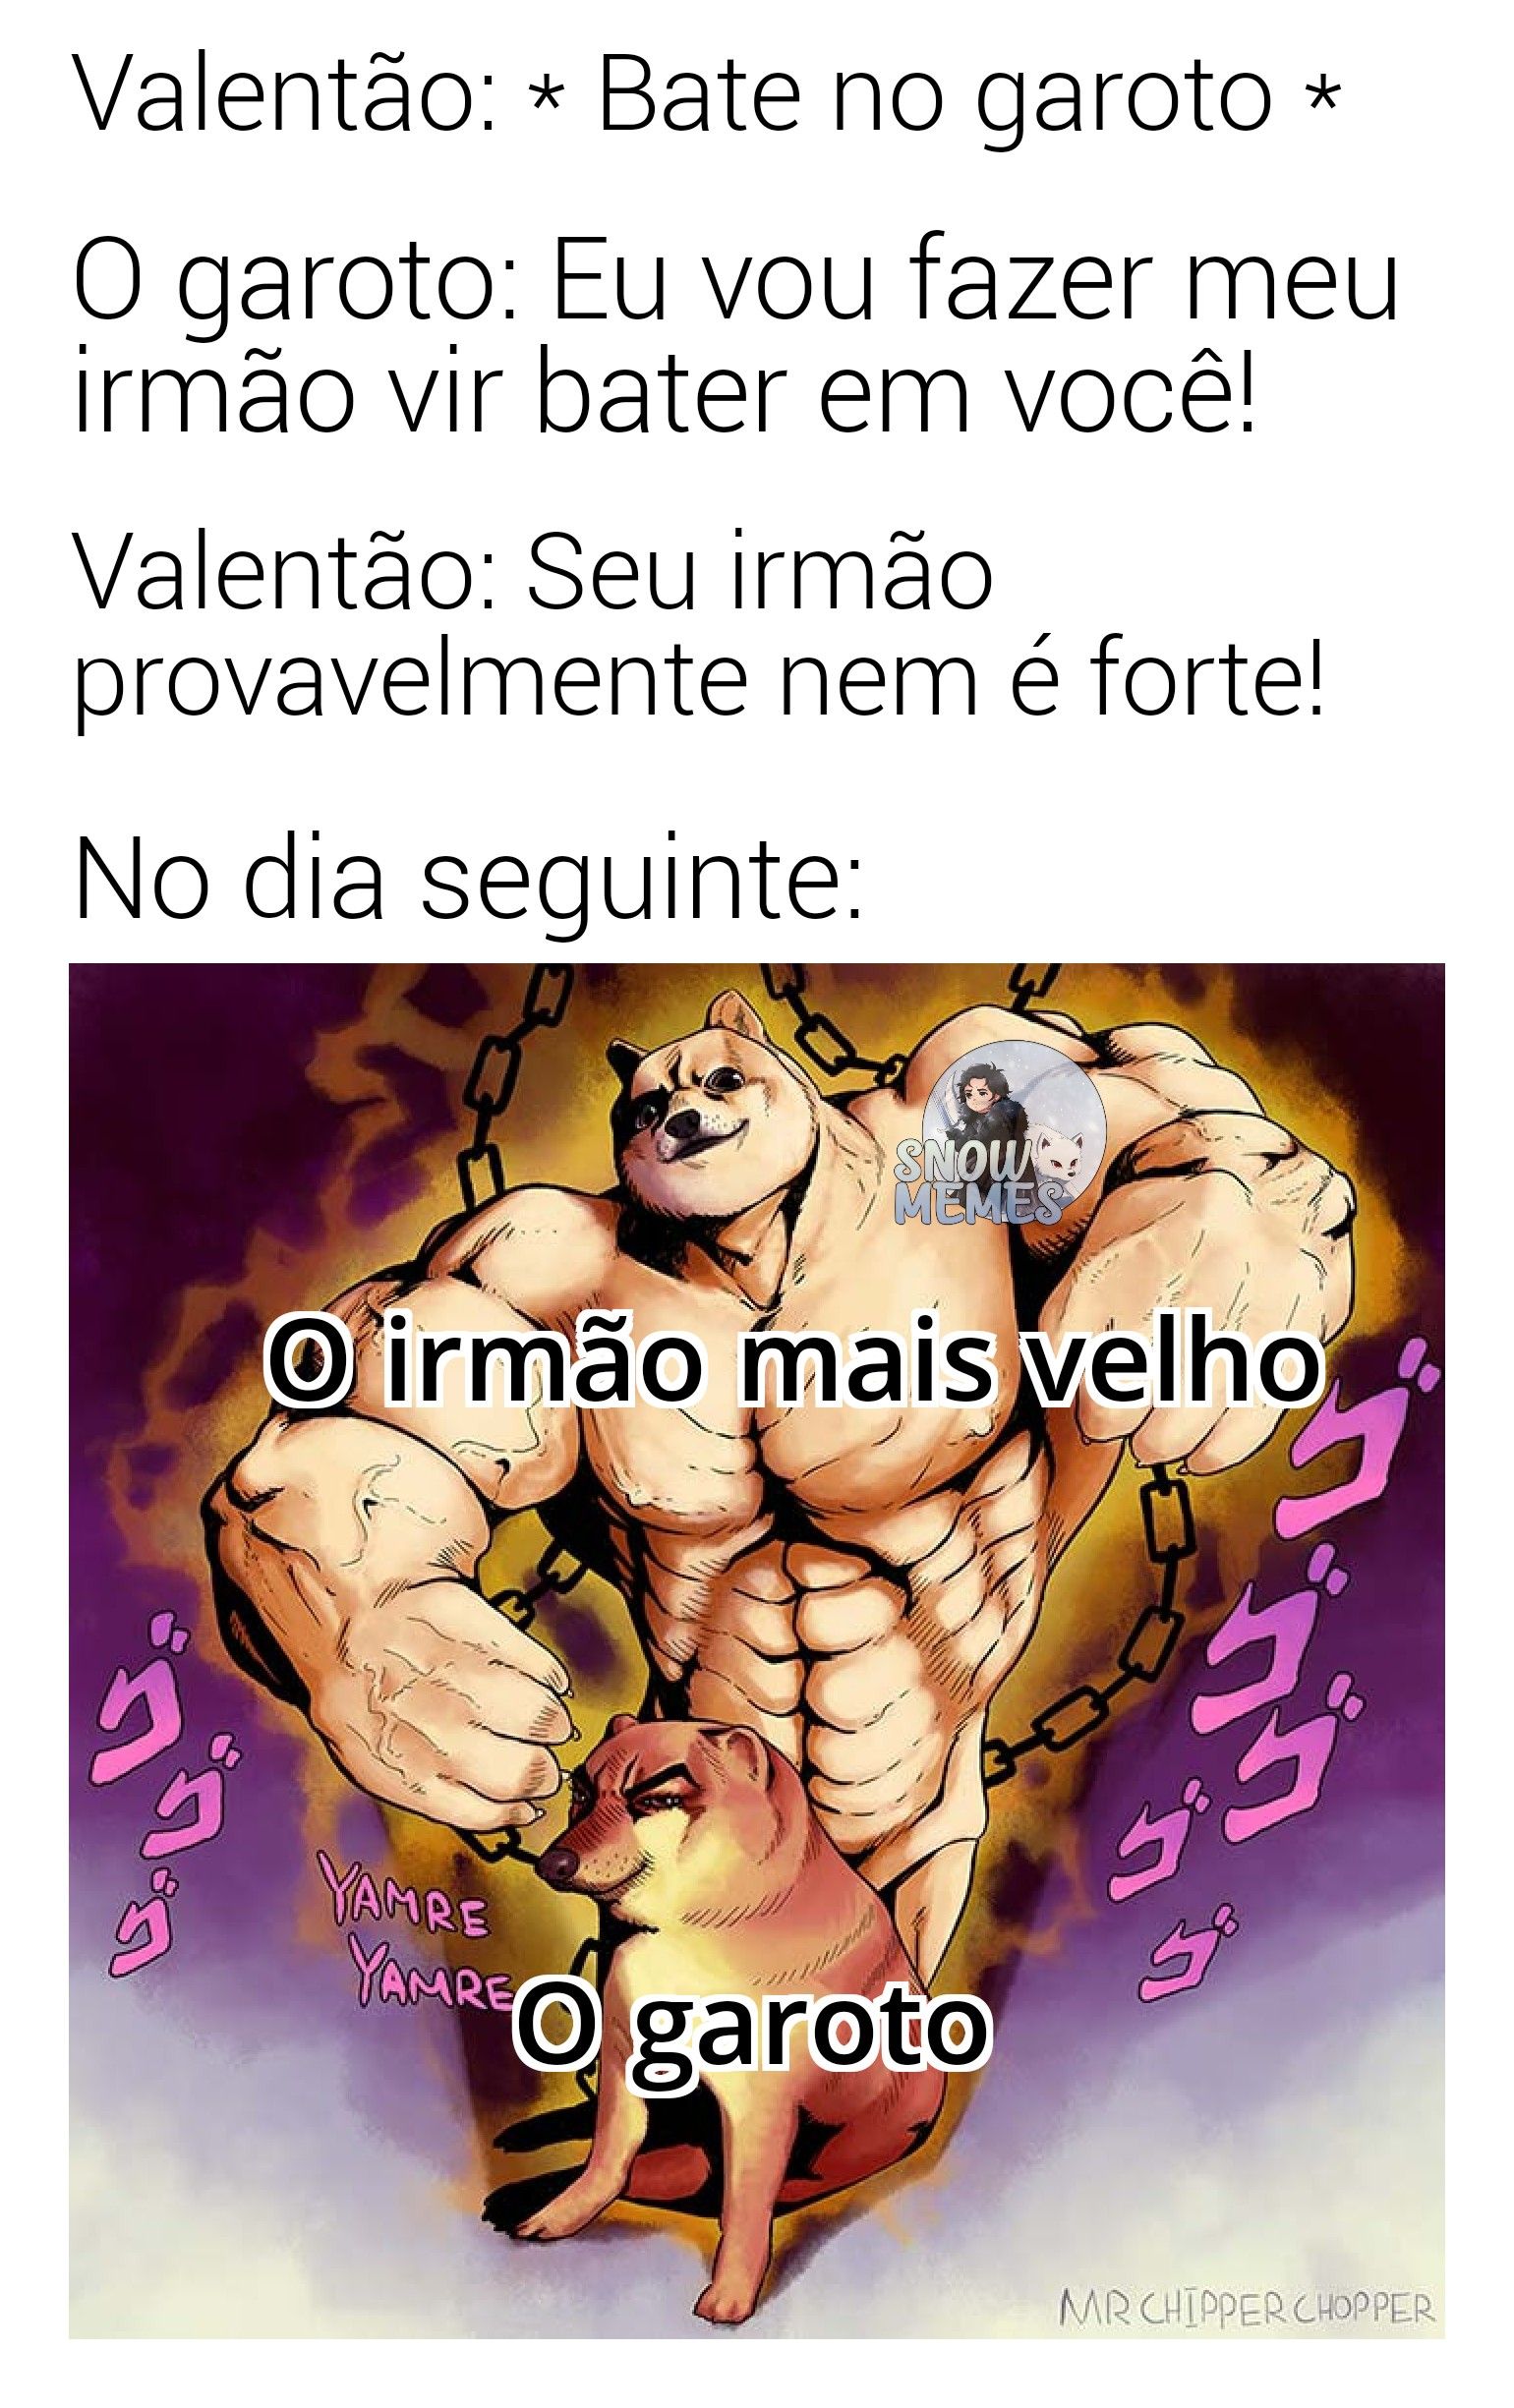 Valentão: * Bate no garoto *
O garoto: Eu vou fazer meu
irmão vir bater em você!
Valentão: Seu irmão
provavelmente nem é forte!
No dia seguinte:
SNOW
MEMES
O irmão mais velho
ゴ
ゴ
ゴ
ゴ
ゴ
ゴ
ゴ
ゴ
YAMRE
YAMRE
O garoto
MR CHIPPER CHOPPER